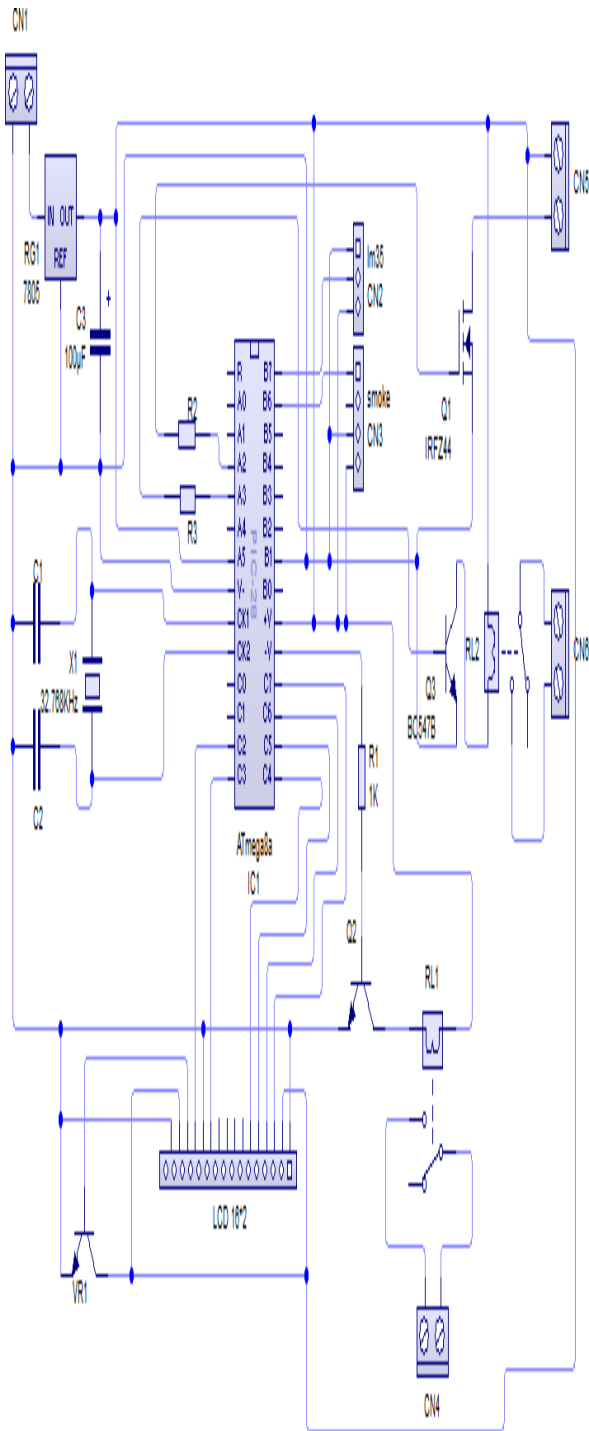 CN1
IN OUT
REF
RG1
7805
C3
+
100µF
lm35
CN2
smoke
CN3
CN5
Q1
IRFZ44
R2
R3
R
A0
A1
A2
A3
A4
A5
V-
CK1
CK2
C0
C1
C2
C3
B7
B6
B5
B4
B3
B2
B1
B0
+V
-V
C7
C6
C5
C4
PIC-28
ATmega8a
IC1
C1
X1
32.768KHz
C2
R1
1K
RL2
Q3
BC547B
CN6
Q2
RL1
LCD 16*2
VR1
CN4